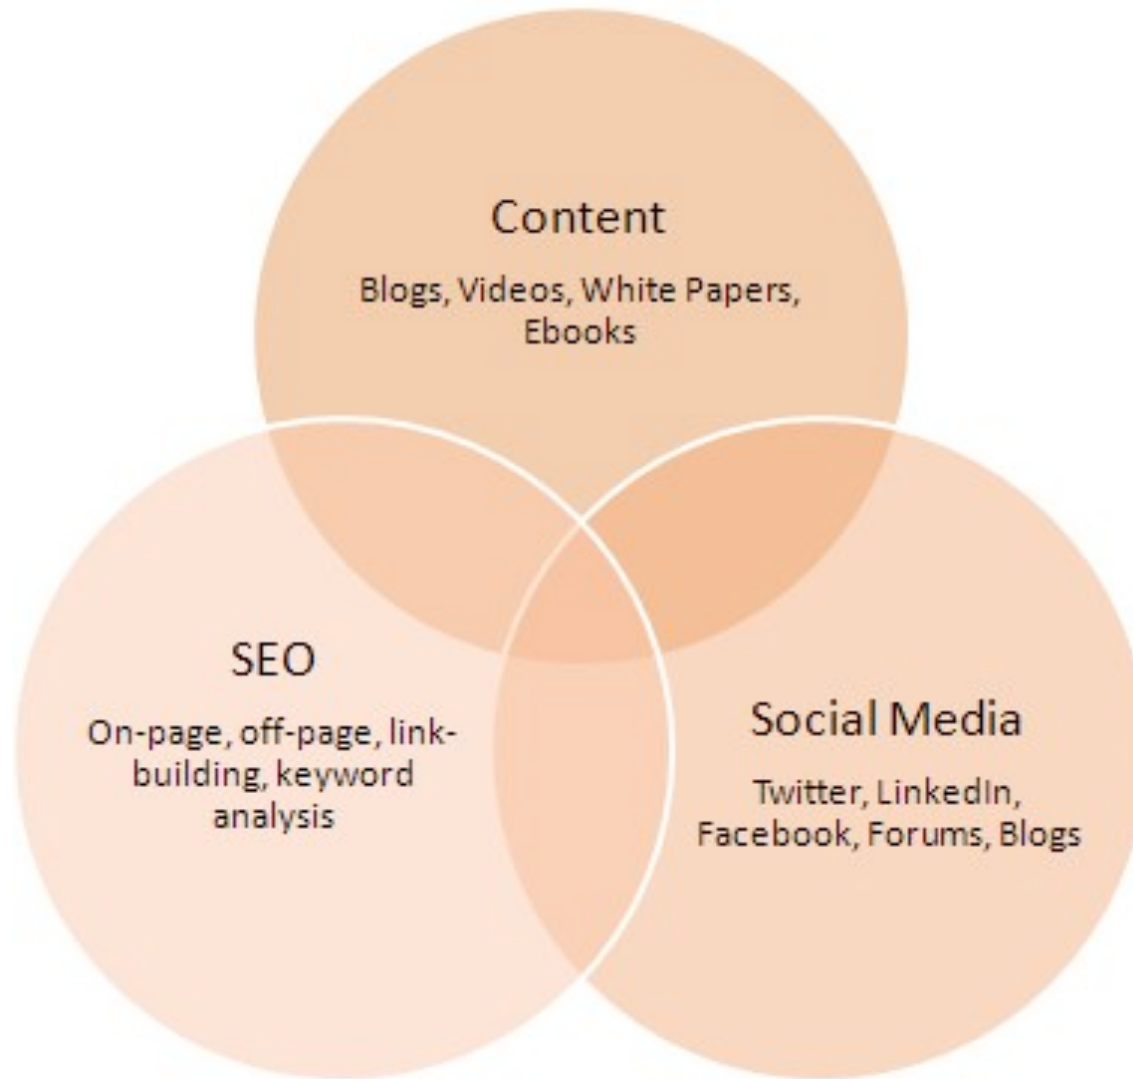 Content
Blogs, Videos, White Papers,
Ebooks
SEO
On-page, off-page, link-
building, keyword
analysis
Social Media
Twitter, LinkedIn,
Facebook, Forums, Blogs